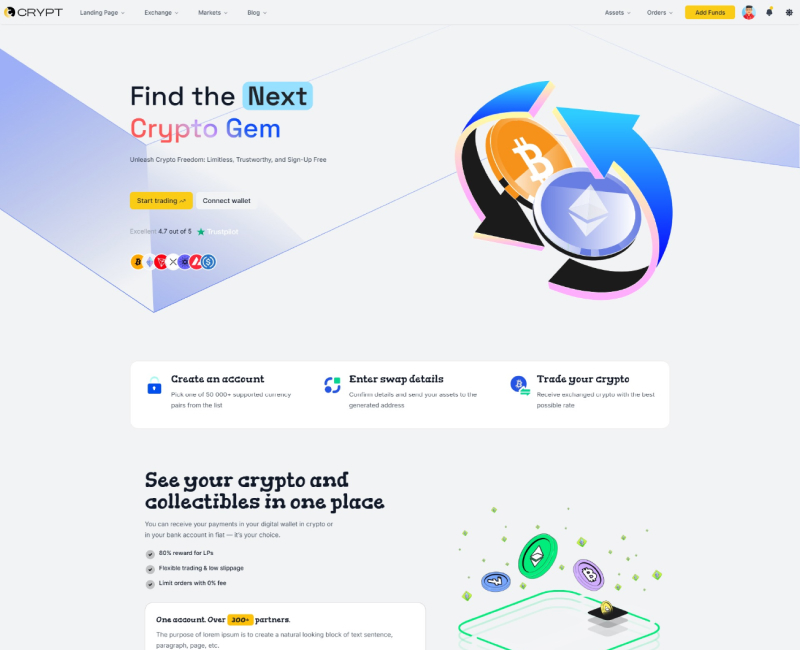 CRYPT
Landing Page
Exchange
Markets
Blog
Assets
Orders
Add Funds
Find the Next
Crypto Gem
Unleash Crypto Freedom: Limitless, Trustworthy, and Sign-Up Free
Start trading
Connect wallet
Excellent 4.7 out of 5 Trustpilot
Create an account
Pick one of 50 000+ supported currency
pairs from the list
Enter swap details
Confirm details and send your assets to the
generated address
Trade your crypto
Receive exchanged crypto with the best
possible rate
See your crypto and
collectibles in one place
You can receive your payments in your digital wallet in crypto or
in your bank account in fiat — it's your choice.
80% reward for LPs
Flexible trading & low slippage
Limit orders with 0% fee
One account. Over 300+ partners.
The purpose of lorem ipsum is to create a natural looking block of text sentence,
paragraph, page, etc.